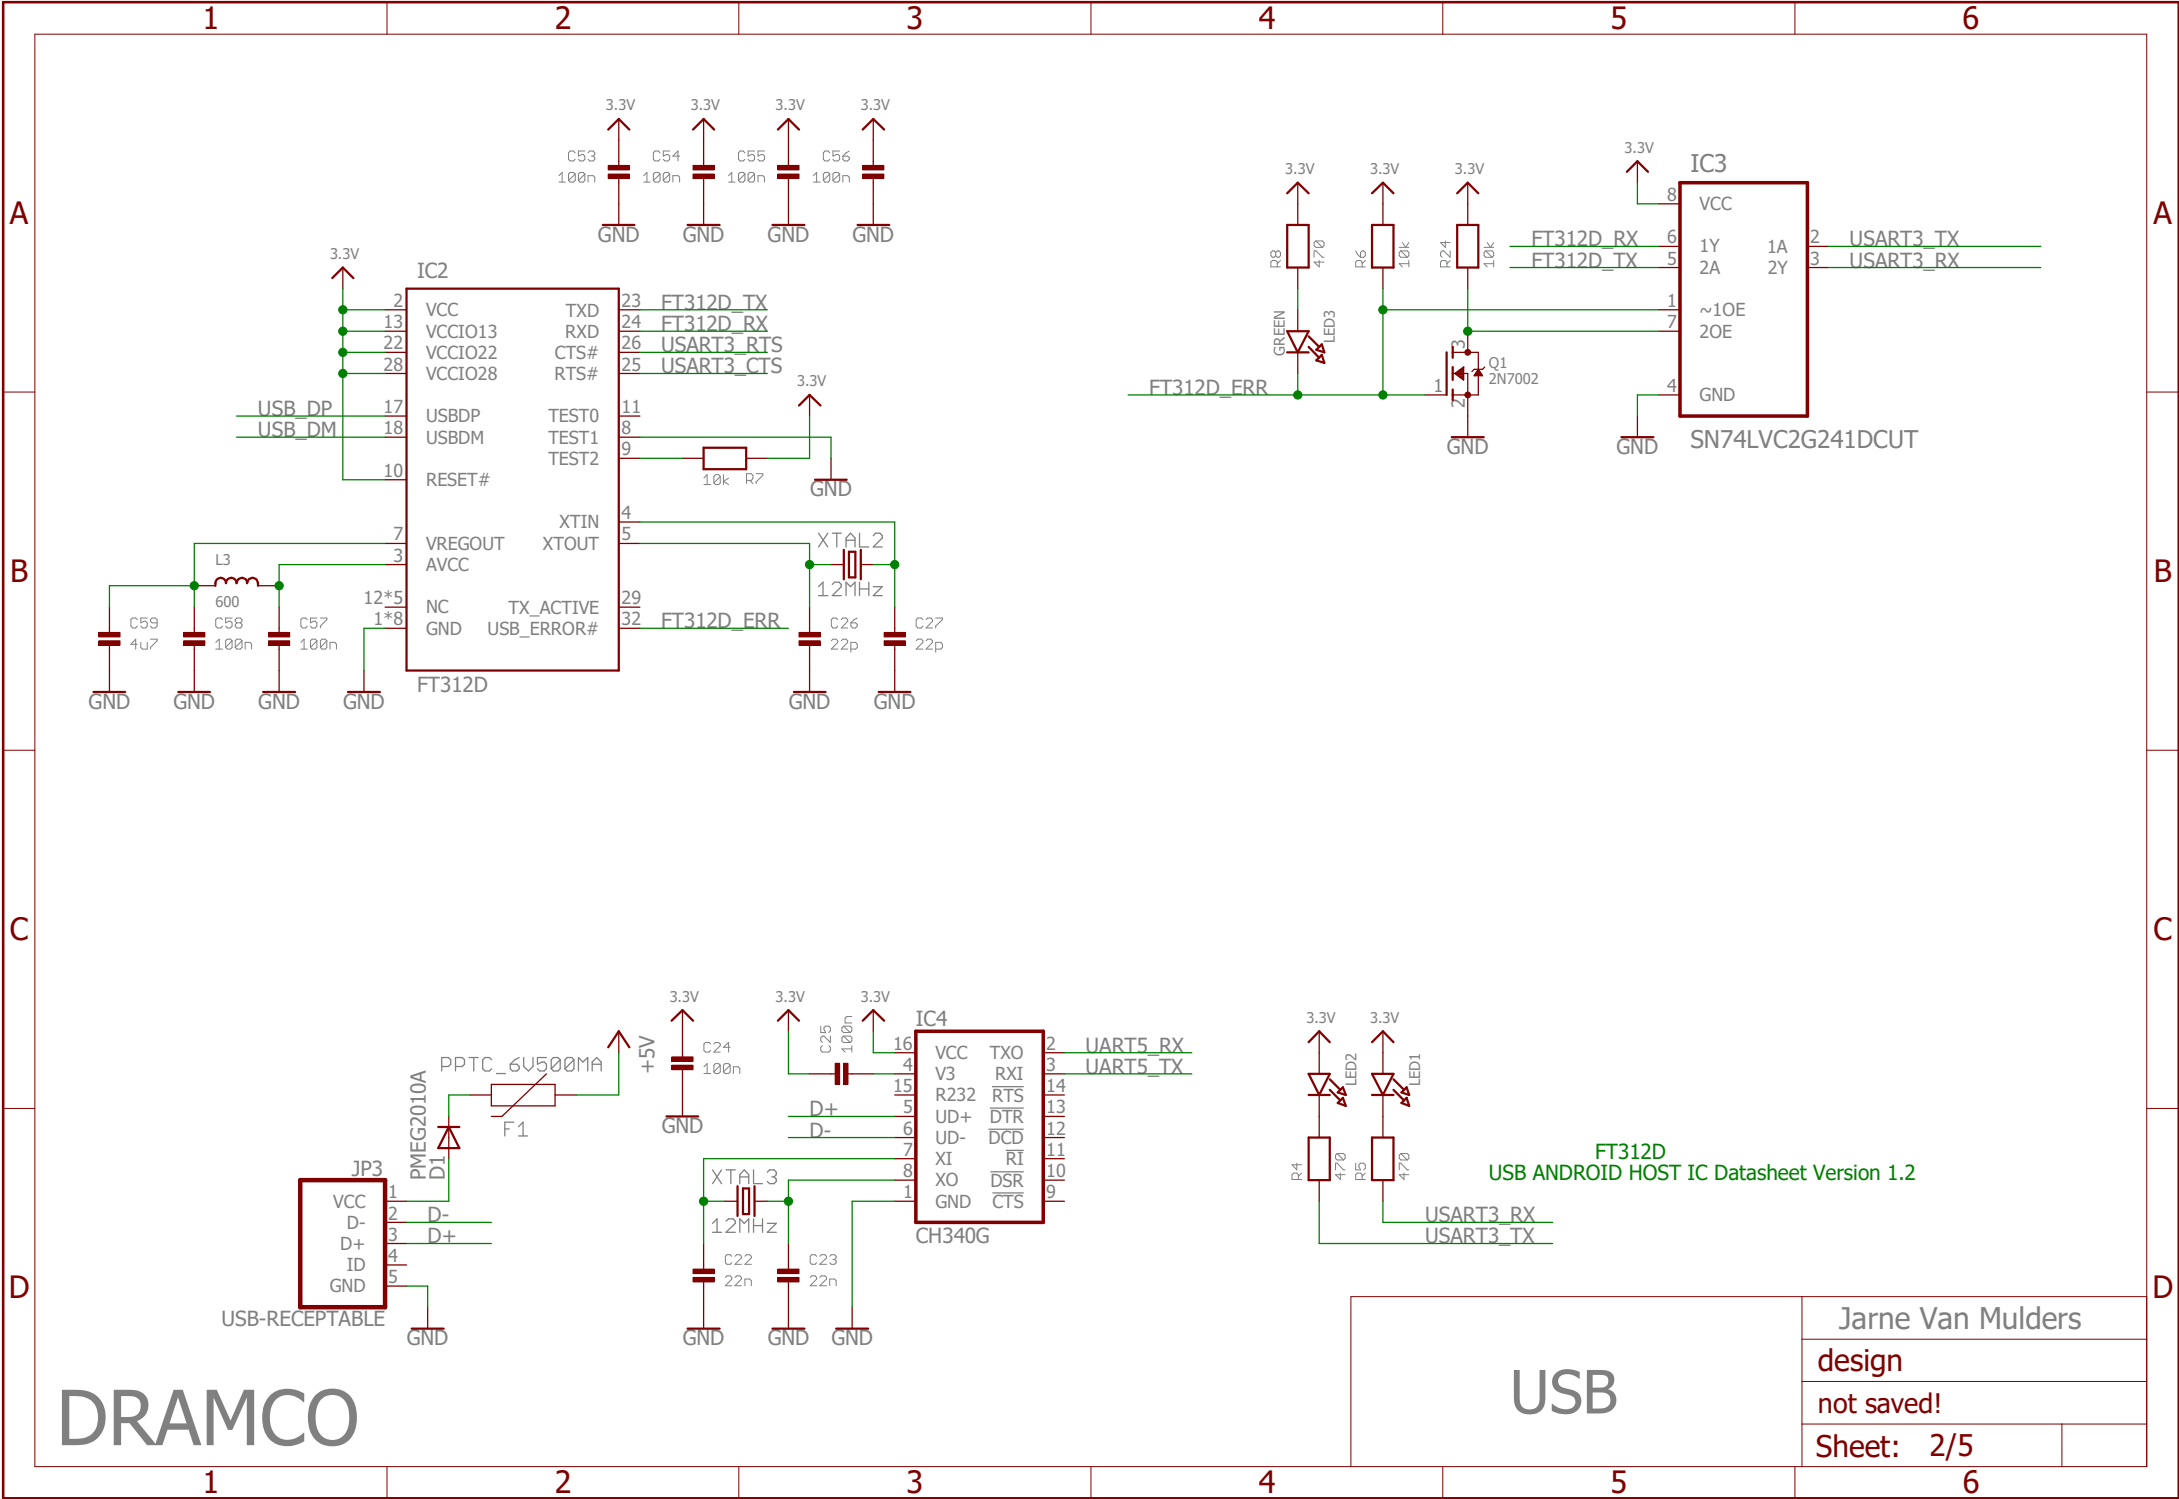 1 2 3 4 5 6
A A
B B
C C
D D
3.3V 3.3V 3.3V 3.3V
C53 C54 C55 C56
100n 100n 100n 100n
GND GND GND GND
3.3V
IC2
2 VCC TXD 23 FT312D_TX
13 VCCIO13 RXD 24 FT312D_RX
22 VCCIO22 CTS# 26 USART3_RTS
28 VCCIO28 RTS# 25 USART3_CTS
3.3V
USB_DP 17 USBDP TEST0 11
USB_DM 18 USBDM TEST1 8
TEST2 9
10 RESET# 10k R7
GND
XTIN 4
7 VREGOUT XTOUT 5 XTAL2
3 AVCC
L3
12MHz
600
12*5 NC TX_ACTIVE 29
1*8 GND USB_ERROR# 32 FT312D_ERR
C59 C58 C57 C26 C27
4u7 100n 100n 22p 22p
FT312D
GND GND GND GND GND GND
3.3V 3.3V 3.3V 3.3V
IC3
8 VCC
R8 470 R6 10k R24 10k
FT312D_RX 6 1Y 1A 2 USART3_TX
FT312D_TX 5 2A 2Y 3 USART3_RX
1 ~1OE
7 2OE
GREEN LED3
3
Q1
2N7002
FT312D_ERR 1
2
4 GND
GND GND
SN74LVC2G241DCUT
3.3V 3.3V 3.3V
IC4
C25 100n
+5V
C24
100n
GND
PPTC_6V500MA
F1
PMEG2010A
D1
16 VCC TXO 2 UART5_RX
4 V3 RXI 3 UART5_TX
15 R232 RTS 14
D+ 5 UD+ DTR 13
D- 6 UD- DCD 12
7 XI RI 11
8 XO DSR 10
1 GND CTS 9
CH340G
XTAL3
12MHz
C22 C23
22n 22n
GND GND GND
JP3
VCC 1
D- 2 D-
D+ 3 D+
ID 4
GND 5
USB-RECEPTABLE
GND
3.3V 3.3V
LED2 LED1
R4 470 R5 470
USART3_RX
USART3_TX
FT312D
USB ANDROID HOST IC Datasheet Version 1.2
DRAMCO
USB
Jarne Van Mulders
design
not saved!
Sheet: 2/5
1 2 3 4 5 6